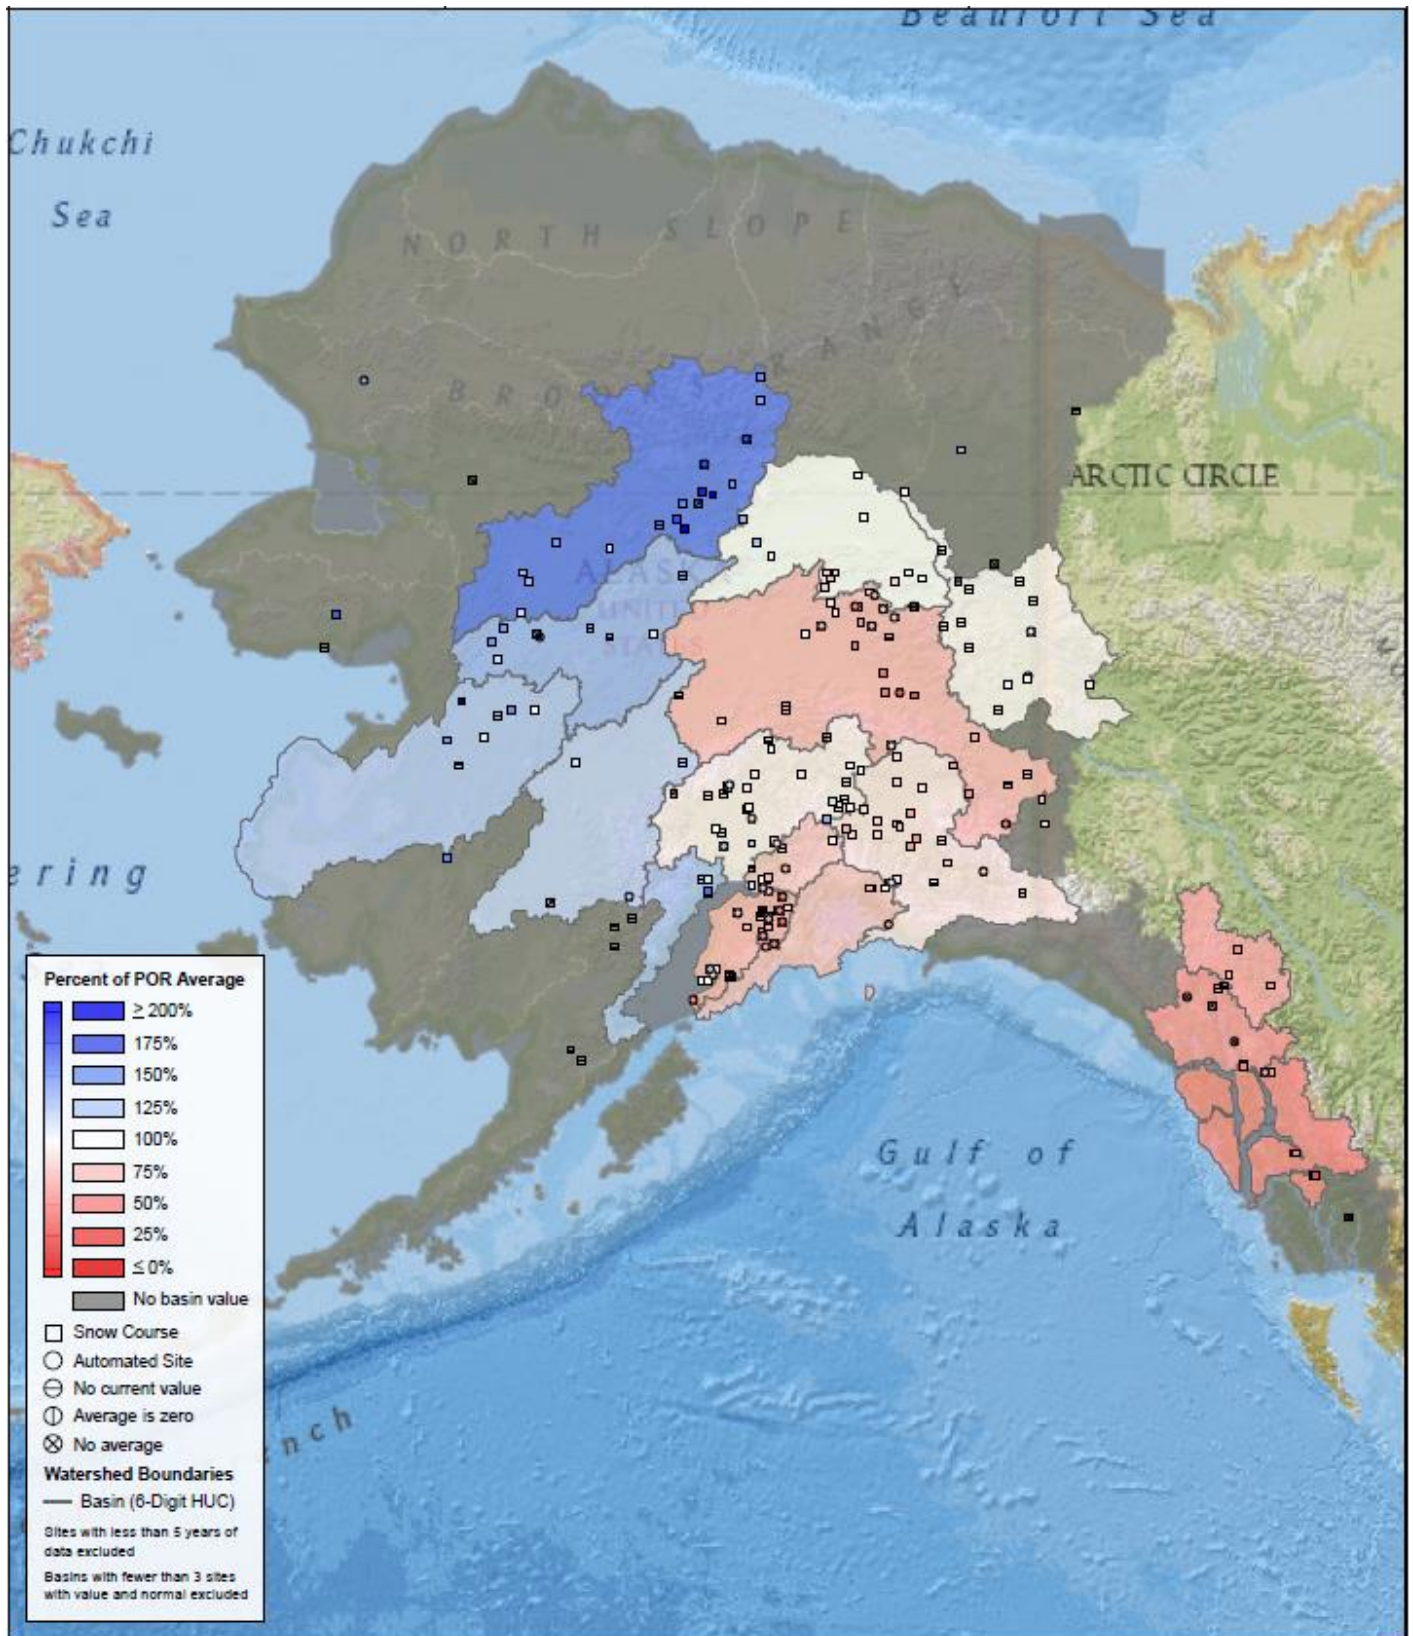 Beaufort Sea
Chukchi
Sea
NORTH SLOPE
BROOKS RANGE
ARCTIC CIRCLE
ALASKA
UNITED
STATES
ering
Gulf of
Alaska
ench
Percent of POR Average
≥ 200%
175%
150%
125%
100%
75%
50%
25%
≤ 0%
No basin value
Snow Course
Automated Site
No current value
Average is zero
No average
Watershed Boundaries
Basin (6-Digit HUC)
Sites with less than 5 years of
data excluded
Basins with fewer than 3 sites
with value and normal excluded